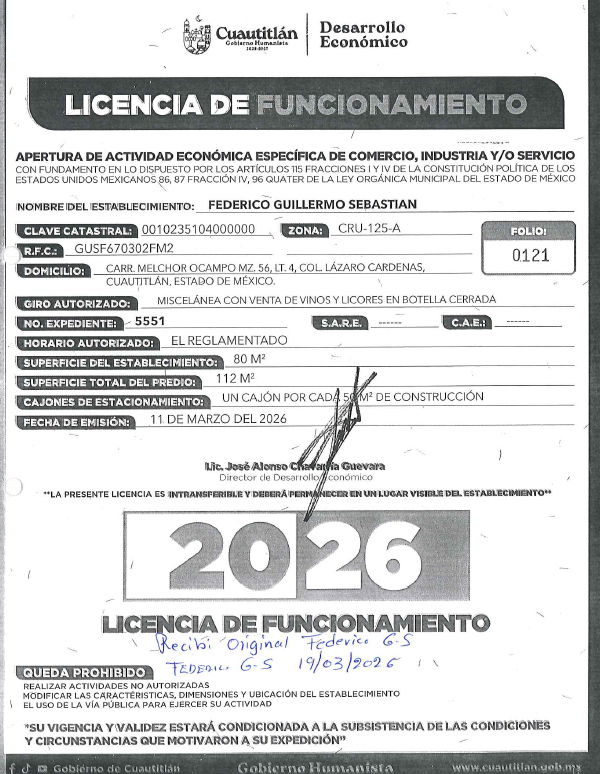 Cuautitlán
Gobierno Humanista
2025-2027
Desarrollo
Económico
LICENCIA DE FUNCIONAMIENTO
APERTURA DE ACTIVIDAD ECONÓMICA ESPECÍFICA DE COMERCIO, INDUSTRIA Y/O SERVICIO
CON FUNDAMENTO EN LO DISPUESTO POR LOS ARTÍCULOS 115 FRACCIONES I Y IV DE LA CONSTITUCIÓN POLÍTICA DE LOS
ESTADOS UNIDOS MEXICANOS 86, 87 FRACCIÓN IV, 96 QUATER DE LA LEY ORGÁNICA MUNICIPAL DEL ESTADO DE MÉXICO
NOMBRE DEL ESTABLECIMIENTO: FEDERICO GUILLERMO SEBASTIAN
CLAVE CATASTRAL: 0010235104000000 ZONA: CRU-125-A
FOLIO:
0121
R.F.C.: GUSF670302FM2
DOMICILIO: CARR. MELCHOR OCAMPO MZ. 56, LT. 4, COL. LÁZARO CARDENAS,
CUAUTITLÁN, ESTADO DE MÉXICO.
GIRO AUTORIZADO: MISCELÁNEA CON VENTA DE VINOS Y LICORES EN BOTELLA CERRADA
NO. EXPEDIENTE: 5551 S.A.R.E. ------ C.A.E.: ------
HORARIO AUTORIZADO: EL REGLAMENTADO
SUPERFICIE DEL ESTABLECIMIENTO: 80 M²
SUPERFICIE TOTAL DEL PREDIO: 112 M²
CAJONES DE ESTACIONAMIENTO: UN CAJÓN POR CADA 50 M² DE CONSTRUCCIÓN
FECHA DE EMISIÓN: 11 DE MARZO DEL 2026
Lic. José Alonso Chavarría Guevara
Director de Desarrollo Económico
**LA PRESENTE LICENCIA ES INTRANSFERIBLE Y DEBERÁ PERMANECER EN UN LUGAR VISIBLE DEL ESTABLECIMIENTO**
2026
LICENCIA DE FUNCIONAMIENTO
Recibi Original Federico G-S
FEDERICO G-S 19/03/2026
QUEDA PROHIBIDO
REALIZAR ACTIVIDADES NO AUTORIZADAS
MODIFICAR LAS CARACTERÍSTICAS, DIMENSIONES Y UBICACIÓN DEL ESTABLECIMIENTO
EL USO DE LA VÍA PÚBLICA PARA EJERCER SU ACTIVIDAD
"SU VIGENCIA Y VALIDEZ ESTARÁ CONDICIONADA A LA SUBSISTENCIA DE LAS CONDICIONES
Y CIRCUNSTANCIAS QUE MOTIVARON A SU EXPEDICIÓN"
Gobierno de Cuautitlán Gobierno Humanista www.cuautitlan.gob.mx